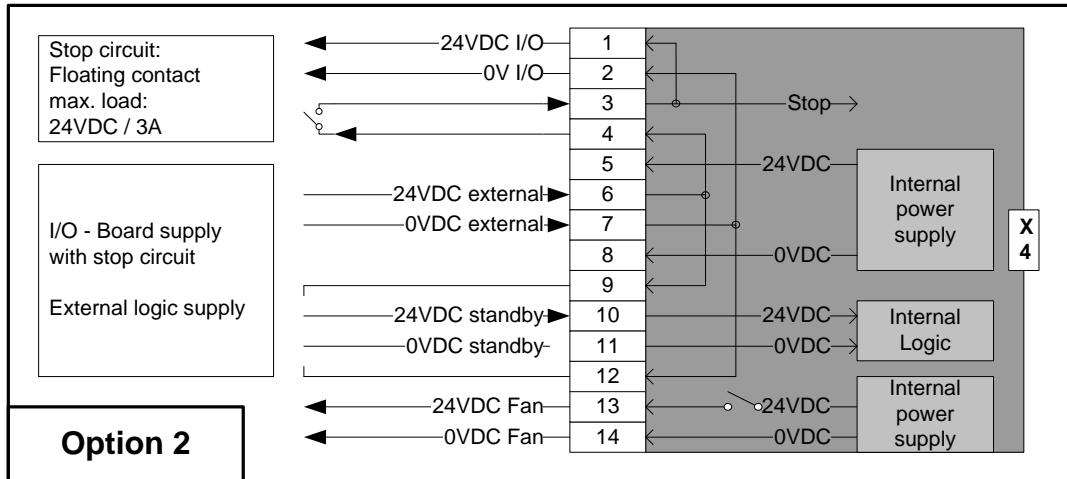 Stop circuit:
Floating contact
max. load:
24VDC / 3A
I/O - Board supply
with stop circuit
External logic supply
Option 2
24VDC I/O
0V I/O
24VDC external
0VDC external
24VDC standby
0VDC standby
24VDC Fan
0VDC Fan
1
2
3
4
5
6
7
8
9
10
11
12
13
14
Stop
24VDC
0VDC
24VDC
0VDC
24VDC
0VDC
Internal
power
supply
Internal
Logic
Internal
power
supply
X
4